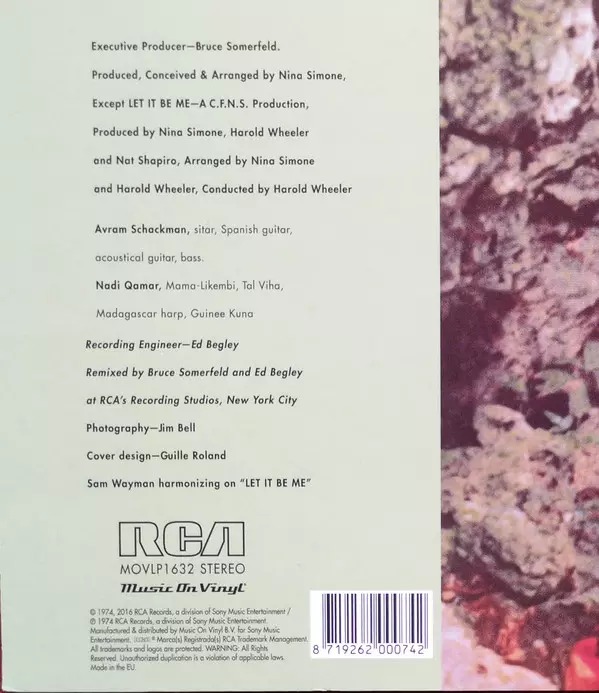 Executive Producer—Bruce Somerfeld.
Produced, Conceived & Arranged by Nina Simone,
Except LET IT BE ME—A C.F.N.S. Production,
Produced by Nina Simone, Harold Wheeler
and Nat Shapiro, Arranged by Nina Simone
and Harold Wheeler, Conducted by Harold Wheeler
Avram Schackman, sitar, Spanish guitar,
acoustical guitar, bass.
Nadi Qamar, Mama-Likembi, Tal Viha,
Madagascar harp, Guinee Kuna
Recording Engineer—Ed Begley
Remixed by Bruce Somerfeld and Ed Begley
at RCA's Recording Studios, New York City
Photography—Jim Bell
Cover design—Guille Roland
Sam Wayman harmonizing on “LET IT BE ME”
RCA
MOVLP1632 STEREO
Music On Vinyl®
© 1974, 2016 RCA Records, a division of Sony Music Entertainment /
℗ 1974 RCA Records, a division of Sony Music Entertainment.
Manufactured & distributed by Music On Vinyl B.V. for Sony Music
Entertainment. ® Marca(s) Registrada(s) RCA Trademark Management.
All trademarks and logos are protected. WARNING: All Rights
Reserved. Unauthorized duplication is a violation of applicable laws.
Made in the EU.
8 719262 000742